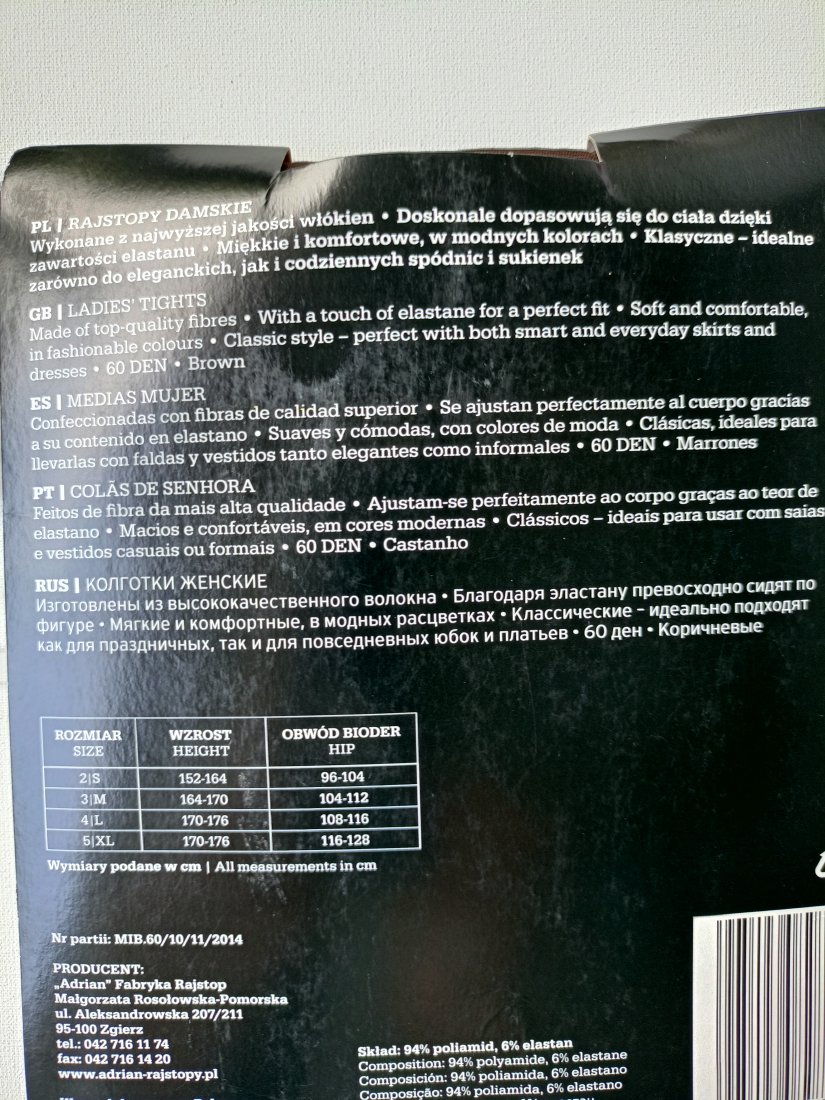 PL | RAJSTOPY DAMSKIE
Wykonane z najwyższej jakości włókien • Doskonale dopasowują się do ciała dzięki
zawartości elastanu • Miękkie i komfortowe, w modnych kolorach • Klasyczne – idealne
zarówno do eleganckich, jak i codziennych spódnic i sukienek
GB | LADIES' TIGHTS
Made of top-quality fibres • With a touch of elastane for a perfect fit • Soft and comfortable,
in fashionable colours • Classic style – perfect with both smart and everyday skirts and
dresses • 60 DEN • Brown
ES | MEDIAS MUJER
Confeccionadas con fibras de calidad superior • Se ajustan perfectamente al cuerpo gracias
a su contenido en elastano • Suaves y cómodas, con colores de moda • Clásicas, ideales para
llevarlas con faldas y vestidos tanto elegantes como informales • 60 DEN • Marrones
PT | COLÃS DE SENHORA
Feitos de fibra da mais alta qualidade • Ajustam-se perfeitamente ao corpo graças ao teor de
elastano • Macios e confortáveis, em cores modernas • Clássicos – ideais para usar com saias
e vestidos casuais ou formais • 60 DEN • Castanho
RUS | КОЛГОТКИ ЖЕНСКИЕ
Изготовлены из высококачественного волокна • Благодаря эластану превосходно сидят по
фигуре • Мягкие и комфортные, в модных расцветках • Классические – идеально подходят
как для праздничных, так и для повседневных юбок и платьев • 60 ден • Коричневые
ROZMIAR WZROST OBWÓD BIODER
SIZE HEIGHT HIP
2|S 152-164 96-104
3|M 164-170 104-112
4|L 170-176 108-116
5|XL 170-176 116-128
Wymiary podane w cm | All measurements in cm
Nr partii: MIB.60/10/11/2014
PRODUCENT:
„Adrian" Fabryka Rajstop
Małgorzata Rosołowska-Pomorska
ul. Aleksandrowska 207/211
95-100 Zgierz
tel.: 042 716 11 74
fax: 042 716 14 20
www.adrian-rajstopy.pl
Skład: 94% poliamid, 6% elastan
Composition: 94% polyamide, 6% elastane
Composición: 94% poliamida, 6% elastano
Composição: 94% poliamida, 6% elastano